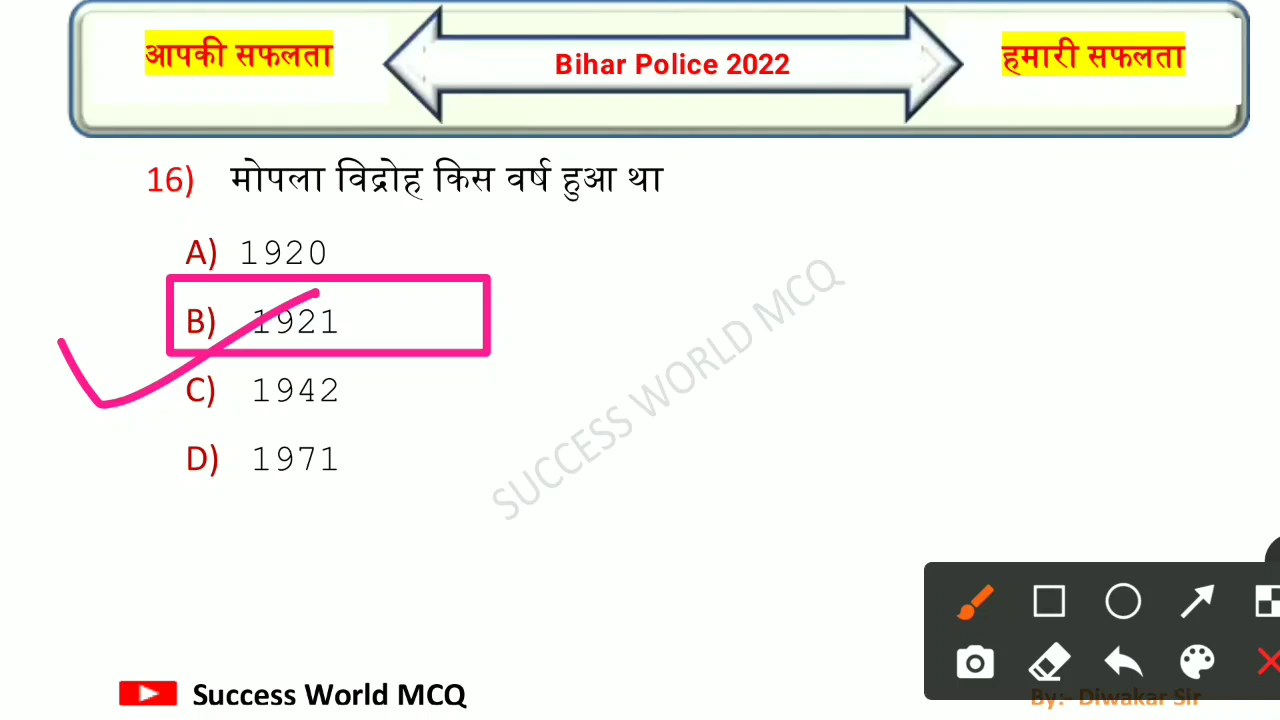 आपकी सफलता
Bihar Police 2022
हमारी सफलता
16) मोपला विद्रोह किस वर्ष हुआ था
A) 1920
B) 1921
C) 1942
D) 1971
SUCCESS WORLD MCQ
Success World MCQ
By:- Diwakar Sir